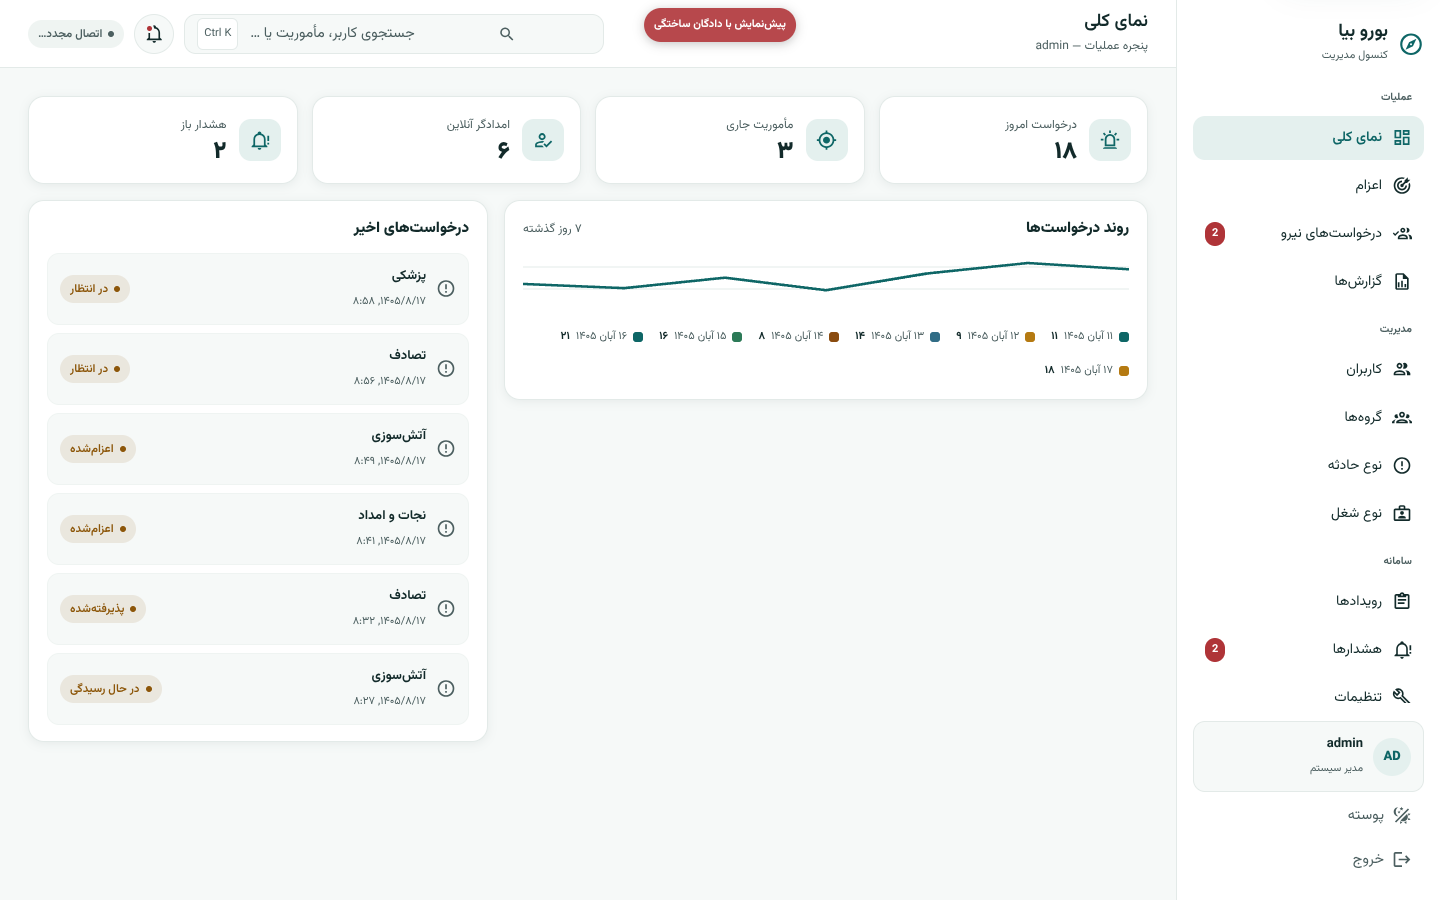 بورو بیا
کنسول مدیریت
عملیات
نمای کلی
اعزام
درخواست‌های نیرو
2
گزارش‌ها
مدیریت
کاربران
گروه‌ها
نوع حادثه
نوع شغل
سامانه
رویدادها
هشدارها
2
تنظیمات
AD
admin
مدیر سیستم
پوسته
خروج
نمای کلی
پنجره عملیات — admin
پیش‌نمایش با دادگان ساختگی
جستجوی کاربر، مأموریت یا ...
Ctrl K
اتصال مجدد...
درخواست امروز
۱۸
مأموریت جاری
۳
امدادگر آنلاین
۶
هشدار باز
۲
روند درخواست‌ها
۷ روز گذشته
۱۱ آبان ۱۴۰۵ ۱۱
۱۲ آبان ۱۴۰۵ ۹
۱۳ آبان ۱۴۰۵ ۱۴
۱۴ آبان ۱۴۰۵ ۸
۱۵ آبان ۱۴۰۵ ۱۶
۱۶ آبان ۱۴۰۵ ۲۱
۱۷ آبان ۱۴۰۵ ۱۸
درخواست‌های اخیر
پزشکی
۱۴۰۵/۸/۱۷, ۸:۵۸
در انتظار
تصادف
۱۴۰۵/۸/۱۷, ۸:۵۶
در انتظار
آتش‌سوزی
۱۴۰۵/۸/۱۷, ۸:۴۹
اعزام‌شده
نجات و امداد
۱۴۰۵/۸/۱۷, ۸:۴۱
اعزام‌شده
تصادف
۱۴۰۵/۸/۱۷, ۸:۳۲
پذیرفته‌شده
آتش‌سوزی
۱۴۰۵/۸/۱۷, ۸:۲۷
در حال رسیدگی